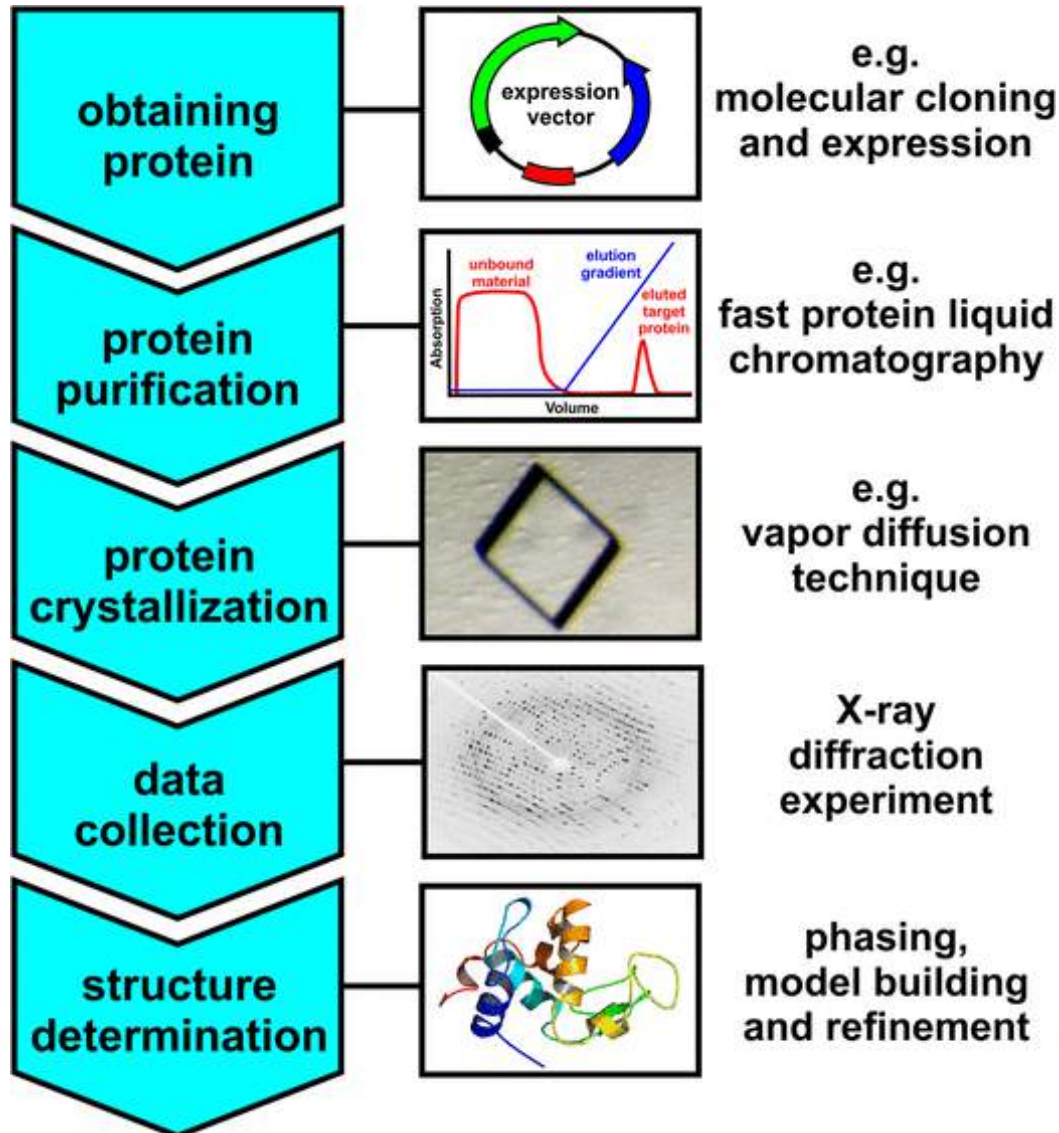 obtaining
protein
expression
vector
e.g.
molecular cloning
and expression
protein
purification
unbound
material
elution
gradient
eluted
target
protein
Absorption
Volume
e.g.
fast protein liquid
chromatography
protein
crystallization
e.g.
vapor diffusion
technique
data
collection
X-ray
diffraction
experiment
structure
determination
phasing,
model building
and refinement